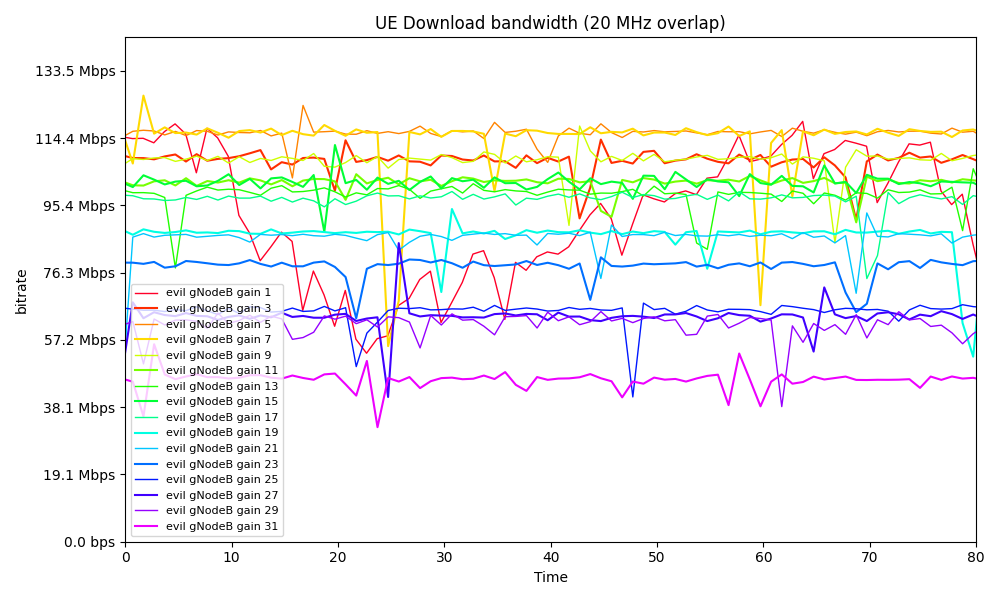 UE Download bandwidth (20 MHz overlap)
133.5 Mbps
114.4 Mbps
95.4 Mbps
76.3 Mbps
57.2 Mbps
38.1 Mbps
19.1 Mbps
0.0 bps
bitrate
evil gNodeB gain 1
evil gNodeB gain 3
evil gNodeB gain 5
evil gNodeB gain 7
evil gNodeB gain 9
evil gNodeB gain 11
evil gNodeB gain 13
evil gNodeB gain 15
evil gNodeB gain 17
evil gNodeB gain 19
evil gNodeB gain 21
evil gNodeB gain 23
evil gNodeB gain 25
evil gNodeB gain 27
evil gNodeB gain 29
evil gNodeB gain 31
0 10 20 30 40 50 60 70 80
Time